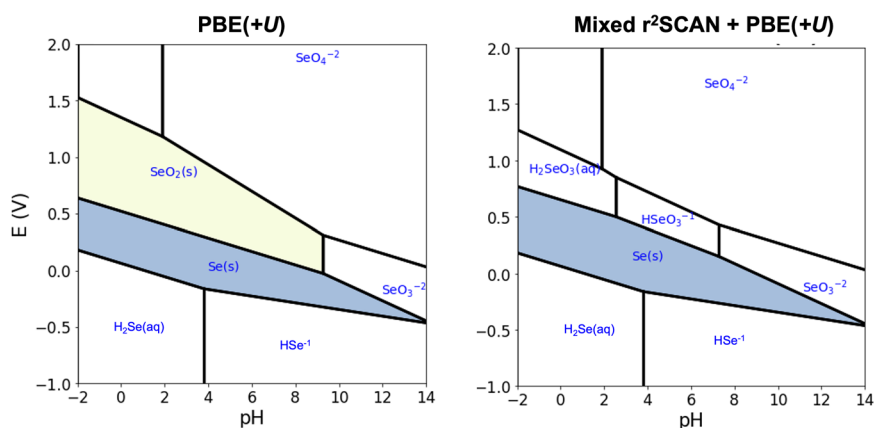 PBE(+U)
2.0
1.5
1.0
0.5
0.0
−0.5
−1.0
E (V)
−2 0 2 4 6 8 10 12 14
pH
SeO₄⁻²
SeO₂(s)
Se(s)
SeO₃⁻²
H₂Se(aq)
HSe⁻¹
Mixed r²SCAN + PBE(+U)
2.0
1.5
1.0
0.5
0.0
−0.5
−1.0
−2 0 2 4 6 8 10 12 14
pH
SeO₄⁻²
H₂SeO₃(aq)
HSeO₃⁻¹
Se(s)
SeO₃⁻²
H₂Se(aq)
HSe⁻¹